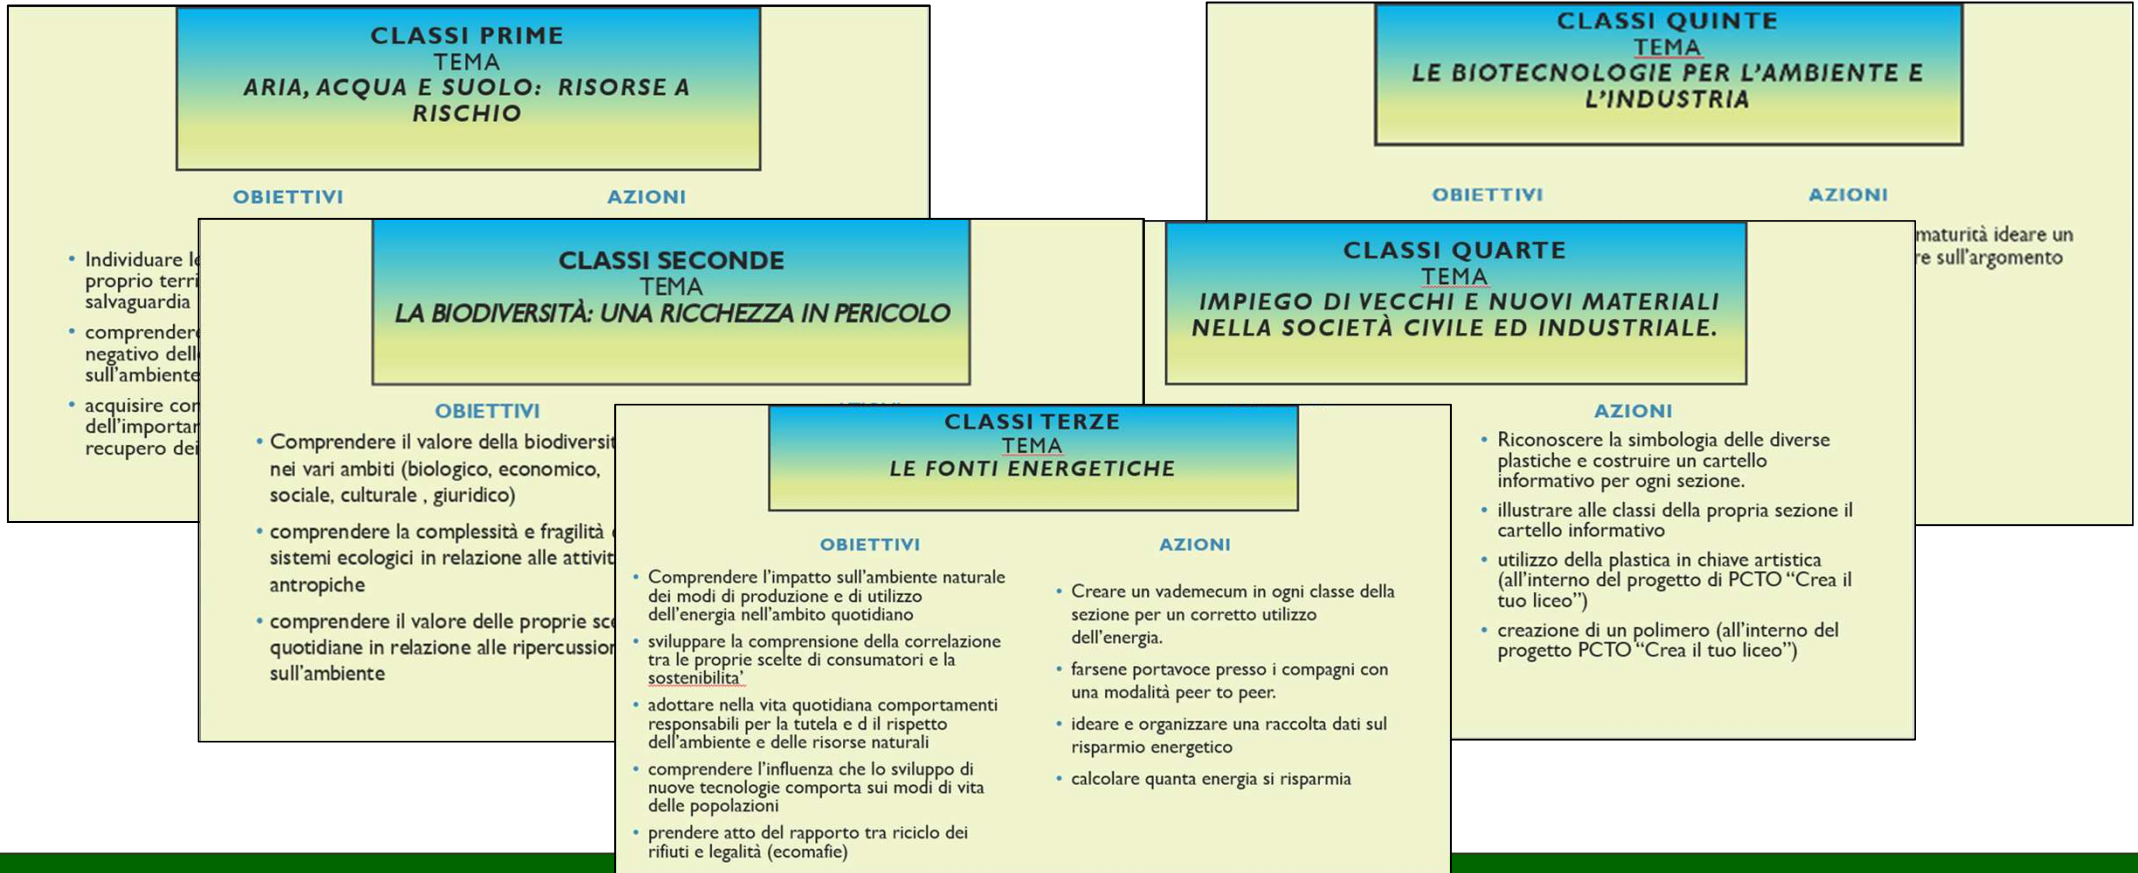 CLASSI PRIME
TEMA
ARIA, ACQUA E SUOLO: RISORSE A
RISCHIO
OBIETTIVI
AZIONI
• Individuare
proprio
salvaguardia
•
negativo
sull'ambiente
• acquisire
recupero dei
CLASSI SECONDE
TEMA
LA BIODIVERSITÀ: UNA RICCHEZZA IN PERICOLO
OBIETTIVI
• Comprendere il valore della
nei vari ambiti (biologico, economico,
sociale, culturale , giuridico)
• comprendere la complessità e fragilità
sistemi ecologici in relazione alle
antropiche
• comprendere il valore delle proprie
quotidiane in relazione alle
sull'ambiente
CLASSI TERZE
TEMA
LE FONTI ENERGETICHE
OBIETTIVI
• Comprendere l'impatto sull'ambiente naturale
dei modi di produzione e di utilizzo
dell'energia nell'ambito quotidiano
• sviluppare la comprensione della correlazione
tra le proprie scelte di consumatori e la
sostenibilita'
• adottare nella vita quotidiana comportamenti
responsabili per la tutela e d il rispetto
dell'ambiente e delle risorse naturali
• comprendere l'influenza che lo sviluppo di
nuove tecnologie comporta sui modi di vita
delle popolazioni
• prendere atto del rapporto tra riciclo dei
rifiuti e legalità (ecomafie)
AZIONI
• Creare un vademecum in ogni classe della
sezione per un corretto utilizzo
dell'energia.
• farsene portavoce presso i compagni con
una modalità peer to peer.
• ideare e organizzare una raccolta dati sul
risparmio energetico
• calcolare quanta energia si risparmia
CLASSI QUARTE
TEMA
IMPIEGO DI VECCHI E NUOVI MATERIALI
NELLA SOCIETÀ CIVILE ED INDUSTRIALE.
AZIONI
• Riconoscere la simbologia delle diverse
plastiche e costruire un cartello
informativo per ogni sezione.
• illustrare alle classi della propria sezione il
cartello informativo
• utilizzo della plastica in chiave artistica
(all'interno del progetto di PCTO "Crea il
tuo liceo")
• creazione di un polimero (all'interno del
progetto PCTO "Crea il tuo liceo")
CLASSI QUINTE
TEMA
LE BIOTECNOLOGIE PER L'AMBIENTE E
L'INDUSTRIA
OBIETTIVI
AZIONI
maturità ideare un
sull'argomento